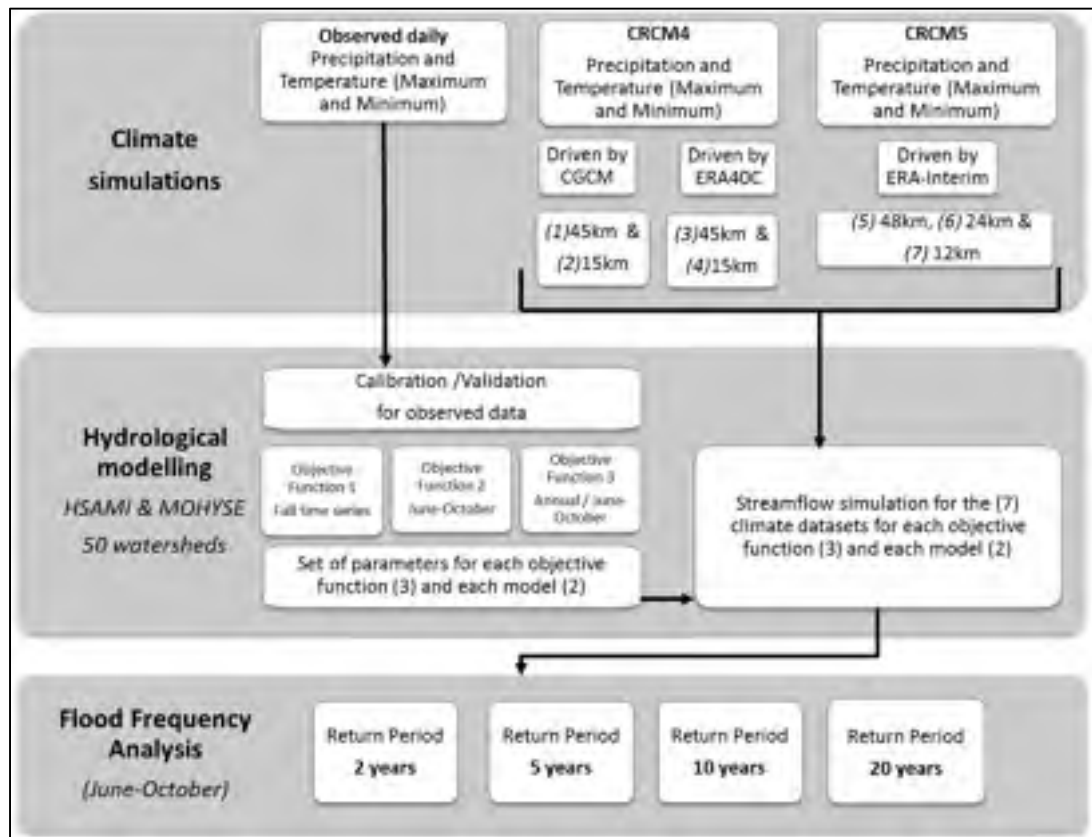 Climate
simulations
Observed daily
Precipitation and
Temperature (Maximum
and Minimum)
CRCM4
Precipitation and
Temperature (Maximum
and Minimum)
Driven by
CGCM
Driven by
ERA40C
(1)45km &
(2)15km
(3)45km &
(4)15km
CRCM5
Precipitation and
Temperature (Maximum
and Minimum)
Driven by
ERA-Interim
(5) 48km, (6) 24km &
(7) 12km
Hydrological
modelling
HSAMI & MOHYSE
50 watersheds
Calibration /Validation
for observed data
Objective
Function 1
Full time series
Objective
Function 2
June-October
Objective
Function 3
Annual / June-
October
Set of parameters for each objective
function (3) and each model (2)
Streamflow simulation for the (7)
climate datasets for each objective
function (3) and each model (2)
Flood Frequency
Analysis
(June-October)
Return Period
2 years
Return Period
5 years
Return Period
10 years
Return Period
20 years